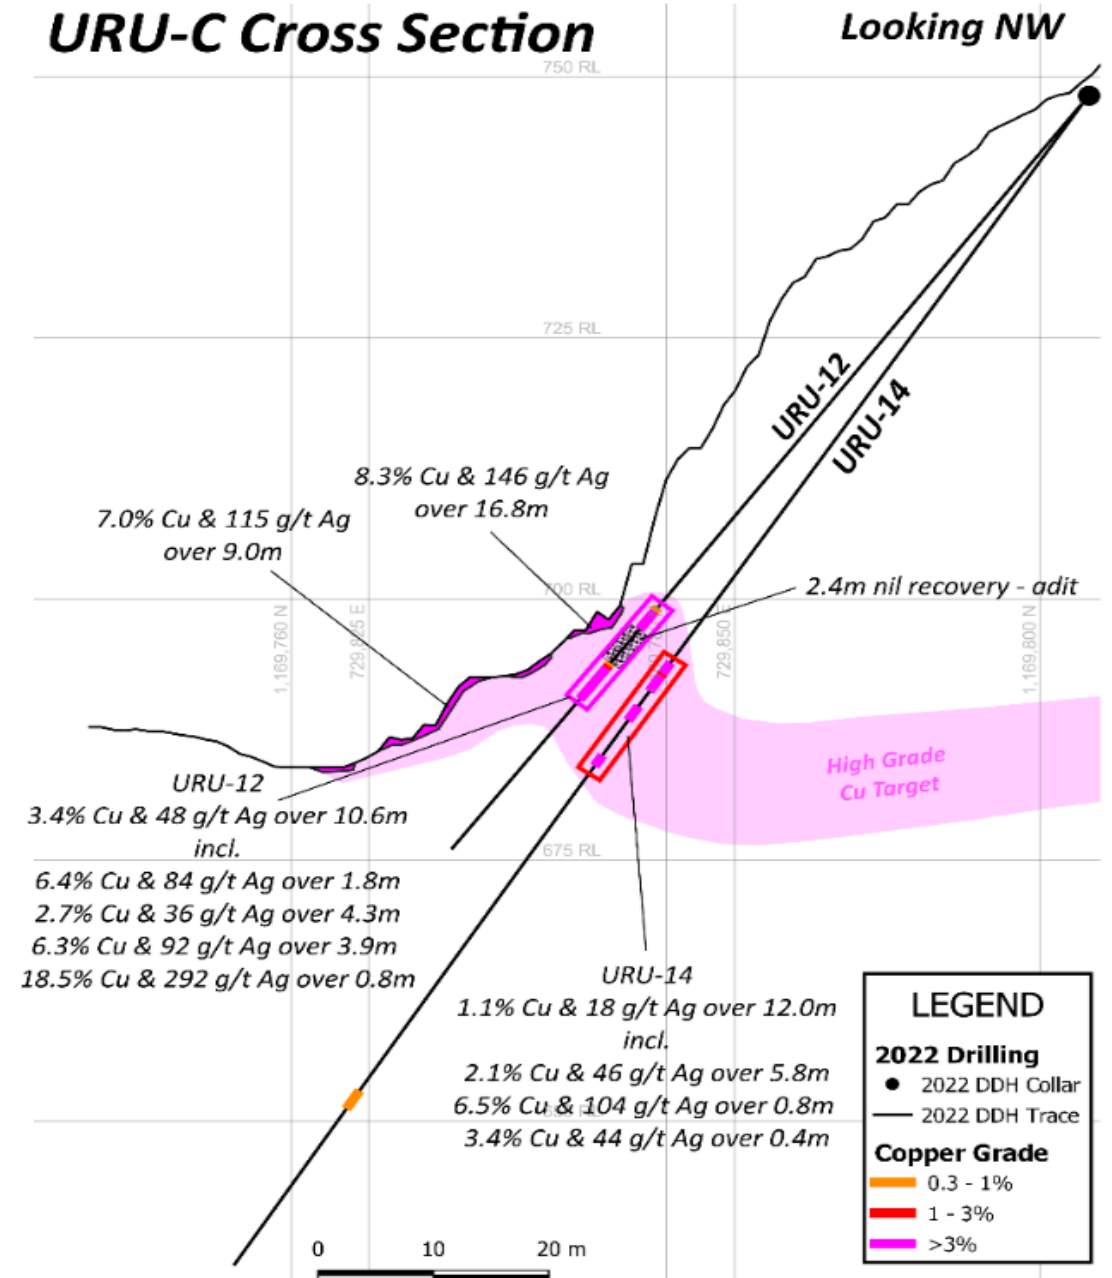 URU-C Cross Section
Looking NW
750 RL
725 RL
URU-12
URU-14
8.3% Cu & 146 g/t Ag
over 16.8m
7.0% Cu & 115 g/t Ag
over 9.0m
700 RL
2.4m nil recovery - adit
1,169,760 N
729,825 E
729,850 E
1,169,800 N
High Grade
Cu Target
URU-12
3.4% Cu & 48 g/t Ag over 10.6m
incl.
6.4% Cu & 84 g/t Ag over 1.8m
2.7% Cu & 36 g/t Ag over 4.3m
6.3% Cu & 92 g/t Ag over 3.9m
18.5% Cu & 292 g/t Ag over 0.8m
675 RL
URU-14
1.1% Cu & 18 g/t Ag over 12.0m
incl.
2.1% Cu & 46 g/t Ag over 5.8m
6.5% Cu & 104 g/t Ag over 0.8m
3.4% Cu & 44 g/t Ag over 0.4m
LEGEND
2022 Drilling
2022 DDH Collar
2022 DDH Trace
Copper Grade
0.3 - 1%
1 - 3%
>3%
0 10 20 m